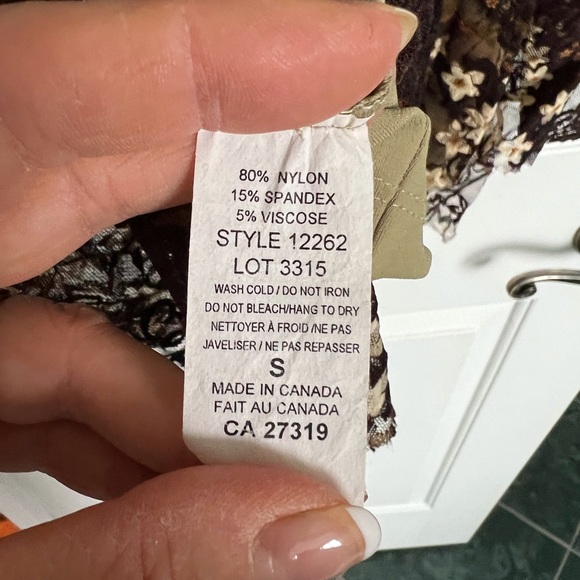 80% NYLON
15% SPANDEX
5% VISCOSE
STYLE 12262
LOT 3315
WASH COLD / DO NOT IRON
DO NOT BLEACH/HANG TO DRY
NETTOYER À FROID /NE PAS
JAVELISER / NE PAS REPASSER
S
MADE IN CANADA
FAIT AU CANADA
CA 27319